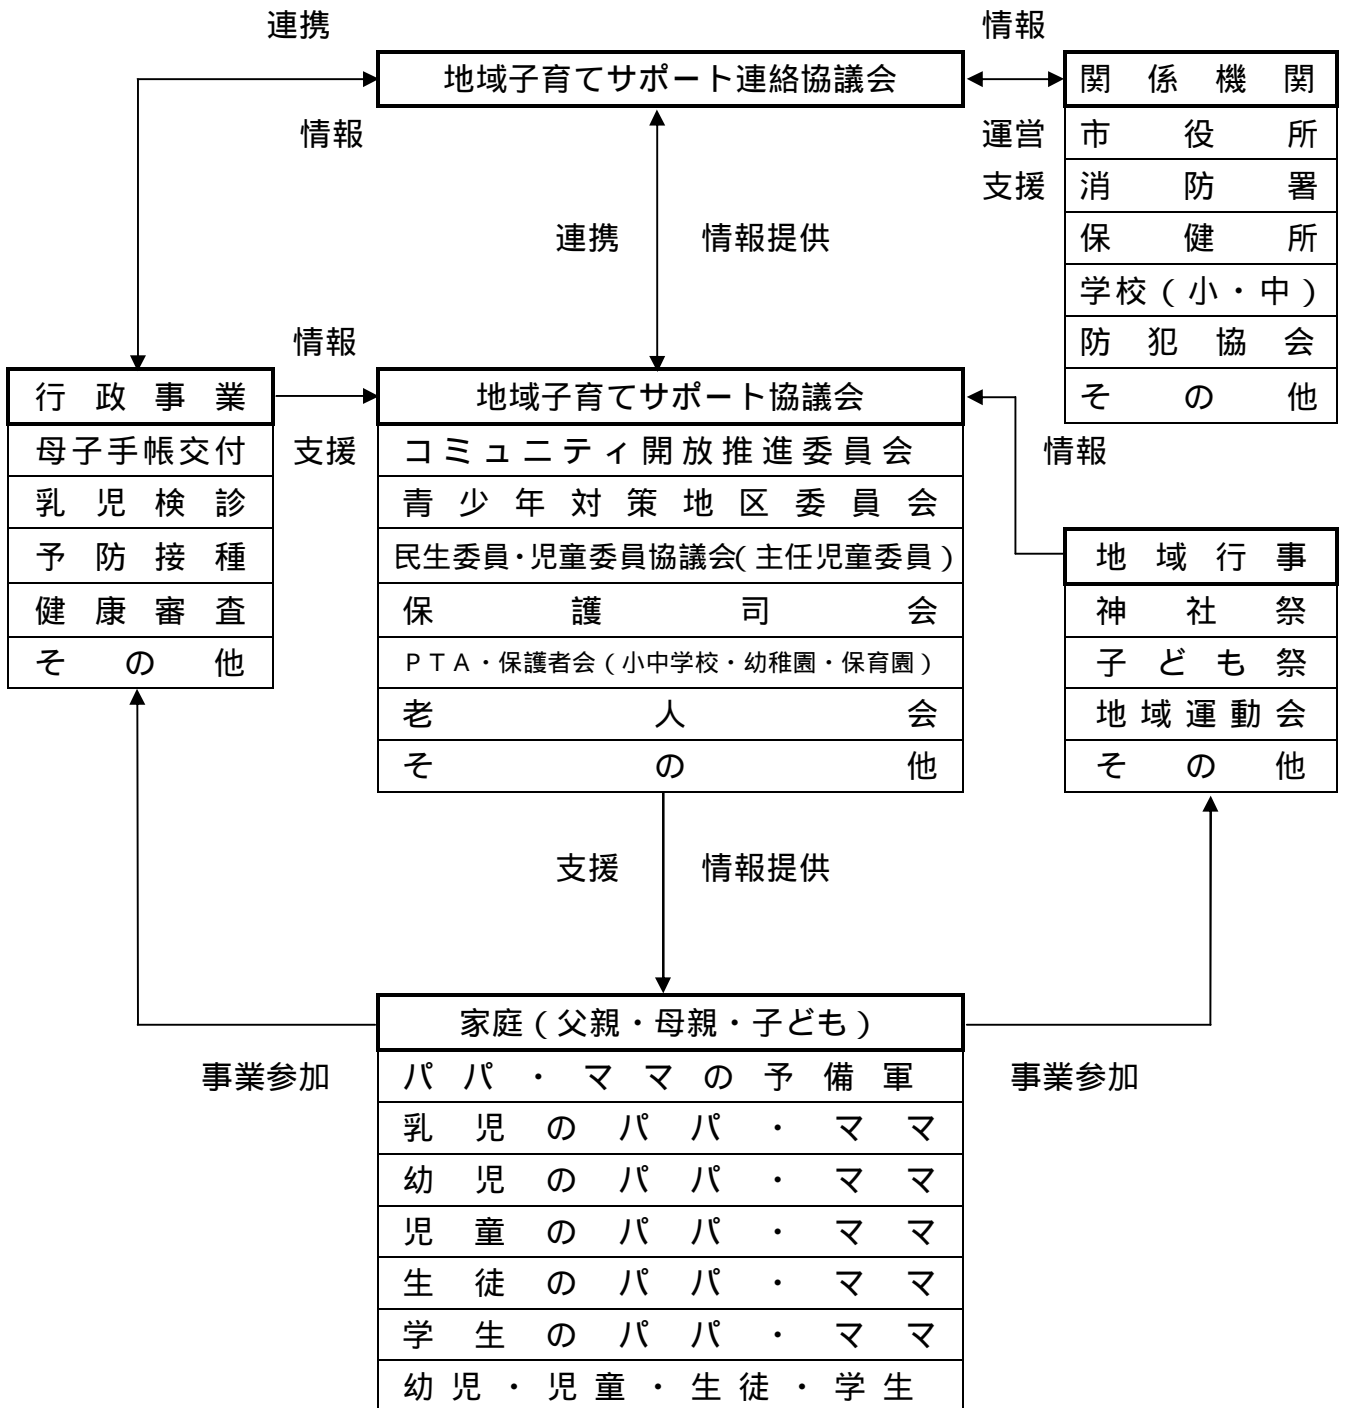 連携
情報
地域子育てサポート連絡協議会
関係機関
情報
運営
市役所
支援
消防署
連携
情報提供
保健所
学校(小・中)
情報
防犯協会
行政事業
地域子育てサポート協議会
その他
母子手帳交付
支援
コミュニティ開放推進委員会
情報
乳児検診
青少年対策地区委員会
予防接種
民生委員・児童委員協議会(主任児童委員)
地域行事
健康審査
保護司会
神社祭
その他
PTA・保護者会(小中学校・幼稚園・保育園)
子ども祭
老人会
地域運動会
その他
その他
支援
情報提供
家庭(父親・母親・子ども)
事業参加
パパ・ママの予備軍
事業参加
乳児のパパ・ママ
幼児のパパ・ママ
児童のパパ・ママ
生徒のパパ・ママ
学生のパパ・ママ
幼児・児童・生徒・学生